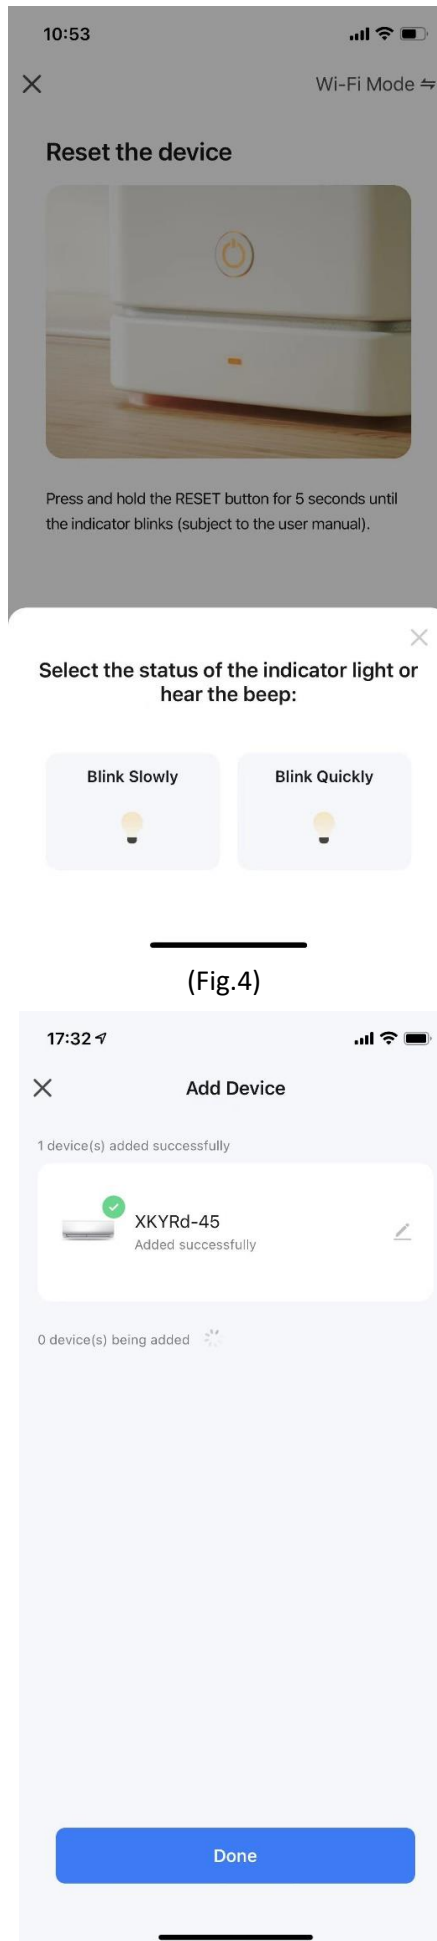 10:53
Wi-Fi Mode ⇋
Reset the device
Press and hold the RESET button for 5 seconds until
the indicator blinks (subject to the user manual).
Select the status of the indicator light or
hear the beep:
Blink Slowly
Blink Quickly
(Fig.4)
17:32
Add Device
1 device(s) added successfully
XKYRd-45
Added successfully
0 device(s) being added
Done